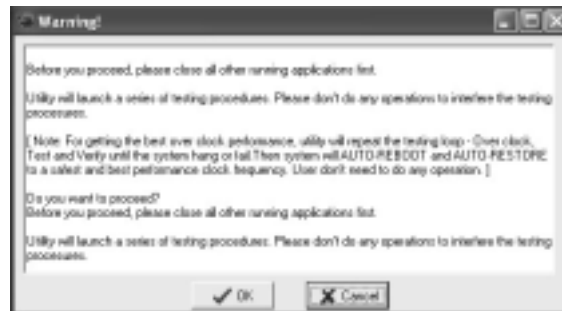 Warning!
Before you proceed, please close all other running applications first.
Utility will launch a series of testing procedures. Please don't do any operations to interfere the testing
procedures.
[ Note: For getting the best over clock performance, utility will repeat the testing loop - Over clock,
Test and Verify until the system hang or fail.Then system will AUTO-REBOOT and AUTO-RESTORE
to a safest and best performance clock frequency. User don't need to do any operation. ]
Do you want to proceed?
Before you proceed, please close all other running applications first.
Utility will launch a series of testing procedures. Please don't do any operations to interfere the testing
procesures.
OK
Cancel